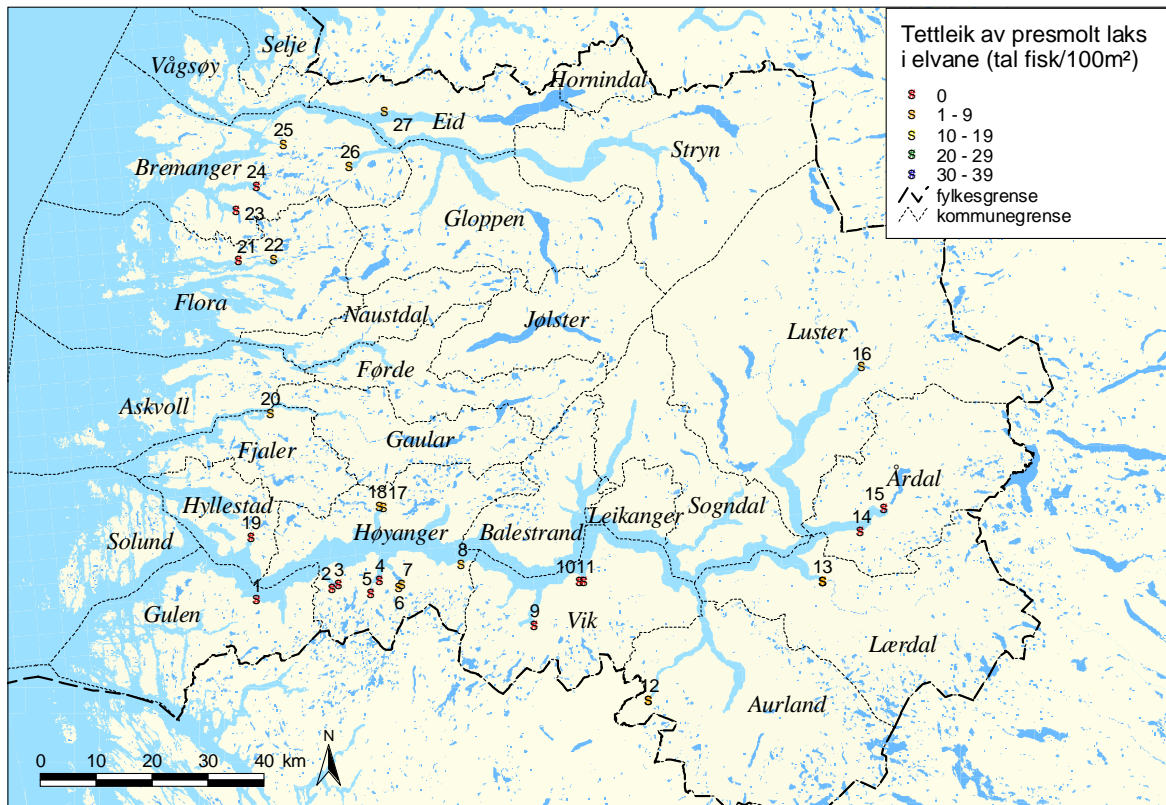 Tettleik av presmolt laks
i elvane (tal fisk/100m²)
0
1 - 9
10 - 19
20 - 29
30 - 39
fylkesgrense
kommunegrense
Selje
Vågsøy
Hornindal
27
Eid
25
Stryn
26
Bremanger
24
23
Gloppen
21
22
Flora
Naustdal
Jølster
Luster
16
Førde
Askvoll
20
Gaular
Fjaler
Årdal
18
17
15
Hyllestad
Leikanger
Sogndal
19
Høyanger
Balestrand
14
Solund
8
2
3
4
5
7
6
10
11
13
1
Gulen
9
Vik
Lærdal
12
Aurland
N
0
10
20
30
40
km